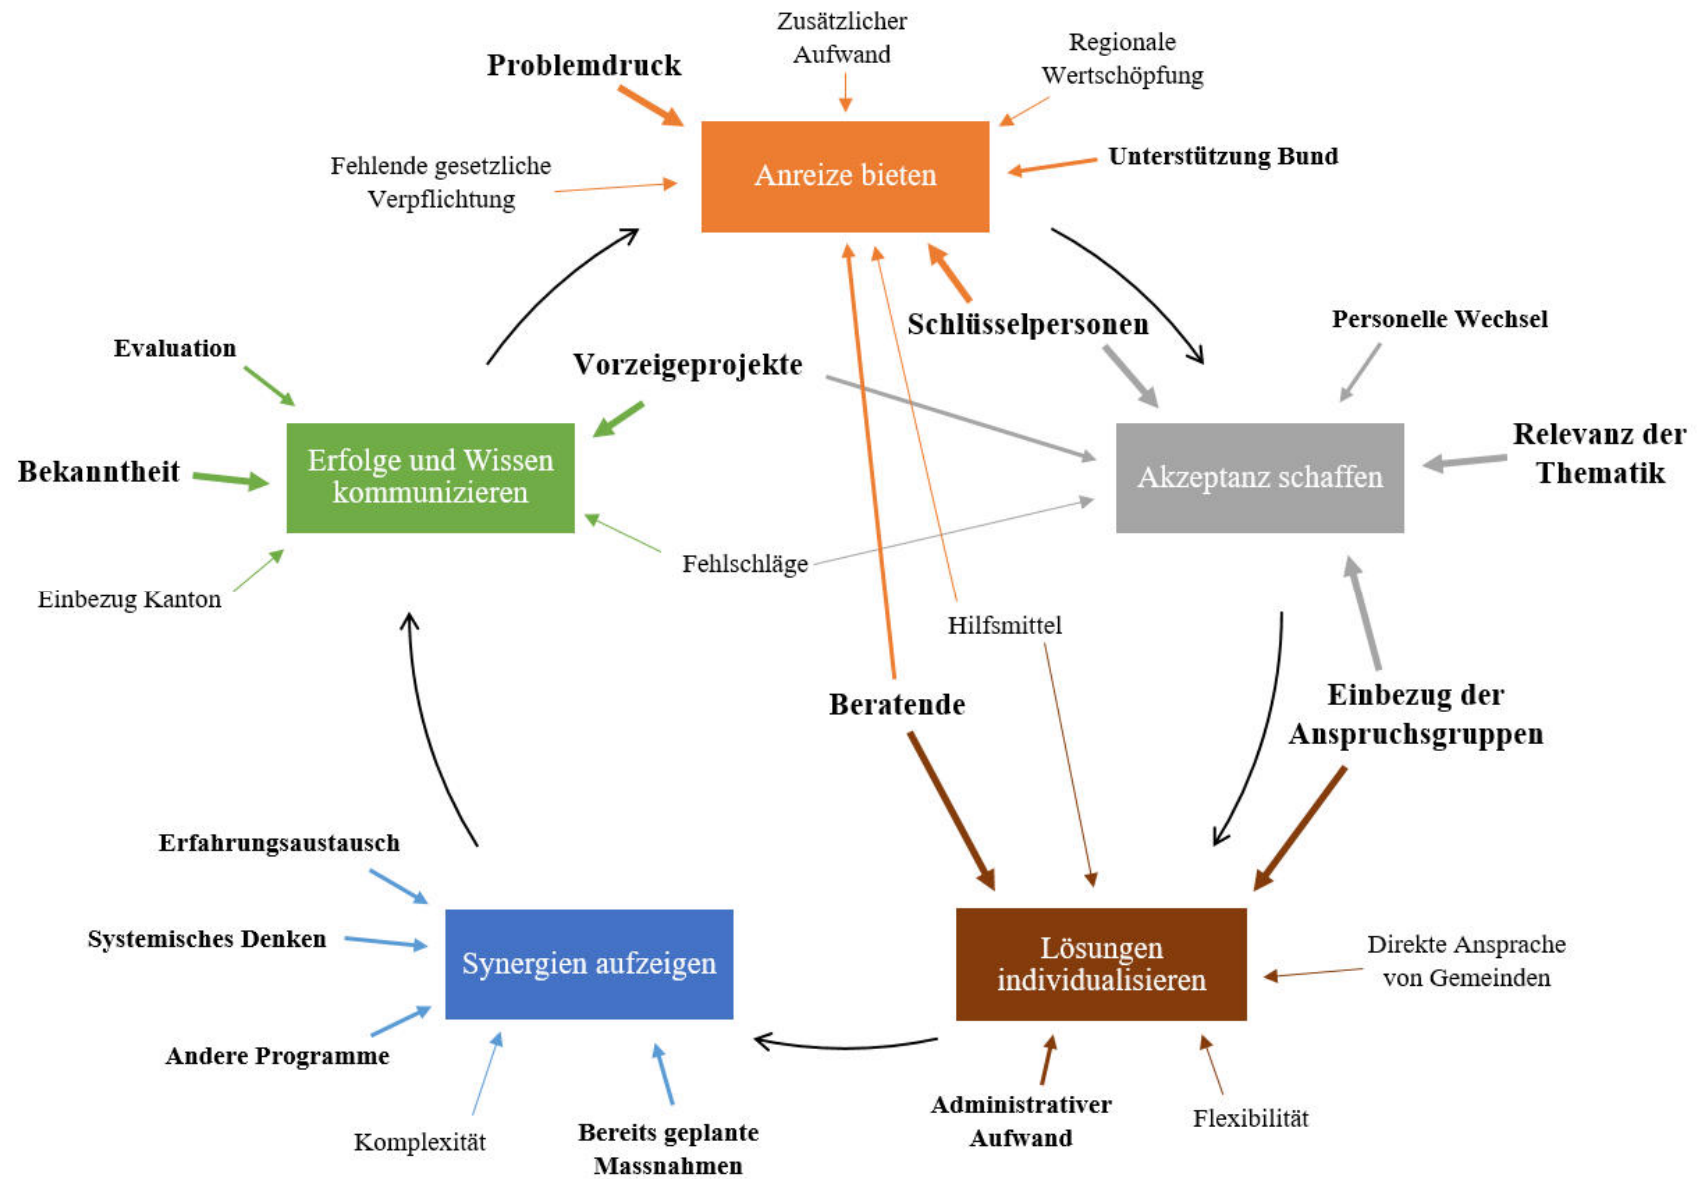 Zusätzlicher
Aufwand
Regionale
Wertschöpfung
Problemdruck
Fehlende gesetzliche
Verpflichtung
Anreize bieten
Unterstützung Bund
Schlüsselpersonen
Personelle Wechsel
Evaluation
Vorzeigeprojekte
Bekanntheit
Erfolge und Wissen
kommunizieren
Akzeptanz schaffen
Relevanz der
Thematik
Einbezug Kanton
Fehlschläge
Hilfsmittel
Beratende
Einbezug der
Anspruchsgruppen
Erfahrungsaustausch
Systemisches Denken
Synergien aufzeigen
Lösungen
individualisieren
Direkte Ansprache
von Gemeinden
Andere Programme
Komplexität
Bereits geplante
Massnahmen
Administrativer
Aufwand
Flexibilität